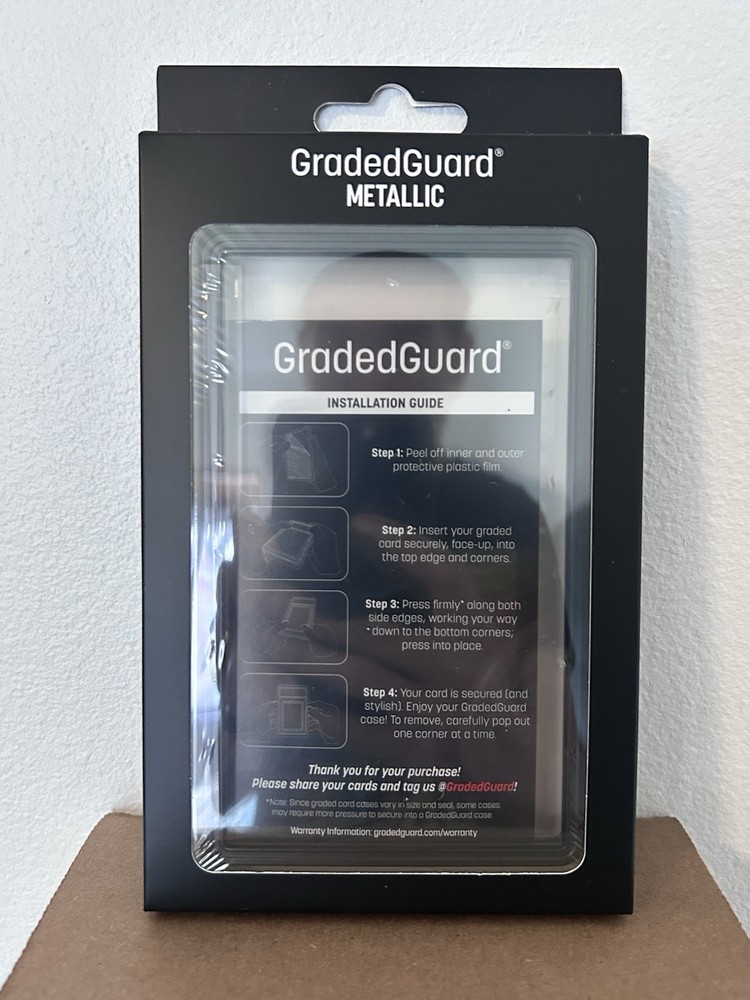 GradedGuard®
METALLIC
GradedGuard®
INSTALLATION GUIDE
Step 1: Peel off inner and outer
protective plastic film.
Step 2: Insert your graded
card securely, face-up, into
the top edge and corners.
Step 3: Press firmly* along both
side edges, working your way
down to the bottom corners;
press into place.
Step 4: Your card is secured (and
stylish). Enjoy your GradedGuard
case! To remove, carefully pop out
one corner at a time.
Thank you for your purchase!
Please share your cards and tag us @GradedGuard!
*Note: Since graded card cases vary in size and seal, some cases
may require more pressure to secure into a GradedGuard case.
Warranty Information: gradedguard.com/warranty